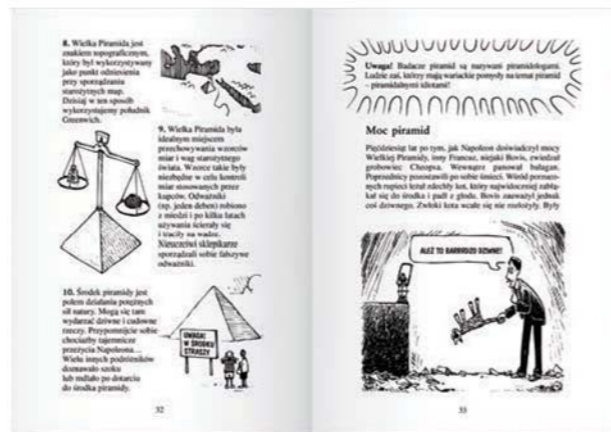 8. Wielka Piramida jest
znakiem topograficznym,
który był wykorzystywany
jako punkt odniesienia
przy sporządzaniu
starożytnych map.
Dzisiaj w ten sposób
wykorzystujemy południk
Greenwich.
9. Wielka Piramida była
idealnym miejscem
przechowywania wzorców
miar i wag starożytnego
świata. Wzorce takie były
niezbędne w celu kontroli
miar stosowanych przez
kupców. Odważniki
(np. jeden deben) robiono
z miedzi i po kilku latach
używania ścierały się
i traciły na wadze.
Nieuczciwi sklepikarze
sporządzali sobie fałszywe
odważniki.
10. Środek piramidy jest
polem działania potężnych
sił natury. Mogą się tam
wydarzać dziwne i cudowne
rzeczy. Przypomnijcie sobie
chociażby tajemnicze
przeżycia Napoleona...
Wielu innych podróżników
doznawało szoku
lub mdlało po dotarciu
do środka piramidy.
UWAGA!
W ŚRODKU
STRASZY
32
Uwaga! Badacze piramid są nazywani piramidologami.
Ludzie zaś, którzy mają wariackie pomysły na temat piramid
– piramidalnymi idiotami!
Moc piramid
Pięćdziesiąt lat po tym, jak Napoleon doświadczył mocy
Wielkiej Piramidy, inny Francuz, niejaki Bovis, zwiedzał
grobowiec Cheopsa. Wewnątrz panował bałagan.
Poprzednicy pozostawili po sobie śmieci. Wśród porzuco-
nych rupieci leżał zdechły kot, który najwidoczniej zabłą-
kał się do środka i padł z głodu. Bovis zauważył jednak
coś dziwnego. Zwłoki kota wcale się nie rozłożyły. Były
ALEŻ TO BARDZO DZIWNE!
33